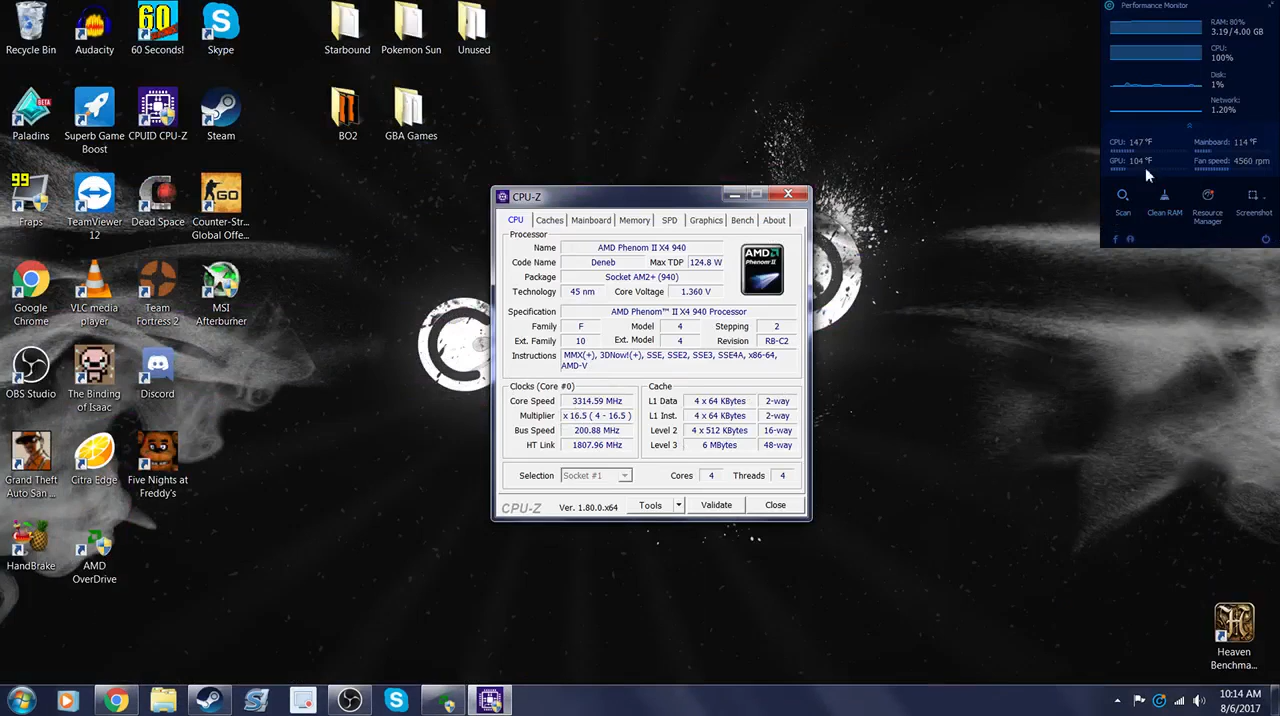 Recycle Bin
Audacity
60 Seconds!
Skype
Starbound
Pokemon Sun
Unused
Paladins
Superb Game Boost
CPUID CPU-Z
Steam
BO2
GBA Games
99
Fraps
TeamViewer 12
Dead Space
Counter-Str... Global Offe...
Google Chrome
VLC media player
Team Fortress 2
MSI Afterburner
OBS Studio
The Binding of Isaac
Discord
Grand Theft Auto San ...
Citra Edge
Five Nights at Freddy's
HandBrake
AMD OverDrive
Heaven Benchma...
Performance Monitor
RAM: 80%
3.19/4.00 GB
CPU:
100%
Disk:
1%
Network:
1.20%
CPU: 147 °F
Mainboard: 114 °F
GPU: 104 °F
Fan speed: 4560 rpm
Scan
Clean RAM
Resource Manager
Screenshot
CPU-Z
CPU Caches Mainboard Memory SPD Graphics Bench About
Processor
Name AMD Phenom II X4 940
Code Name Deneb Max TDP 124.8 W
Package Socket AM2+ (940)
Technology 45 nm Core Voltage 1.360 V
AMD
Phenom II
Specification AMD Phenom™ II X4 940 Processor
Family F Model 4 Stepping 2
Ext. Family 10 Ext. Model 4 Revision RB-C2
Instructions MMX(+), 3DNow!(+), SSE, SSE2, SSE3, SSE4A, x86-64,
AMD-V
Clocks (Core #0)
Core Speed 3314.59 MHz
Multiplier x 16.5 ( 4 - 16.5 )
Bus Speed 200.88 MHz
HT Link 1807.96 MHz
Cache
L1 Data 4 x 64 KBytes 2-way
L1 Inst. 4 x 64 KBytes 2-way
Level 2 4 x 512 KBytes 16-way
Level 3 6 MBytes 48-way
Selection Socket #1 Cores 4 Threads 4
CPU-Z Ver. 1.80.0.x64 Tools Validate Close
10:14 AM
8/6/2017